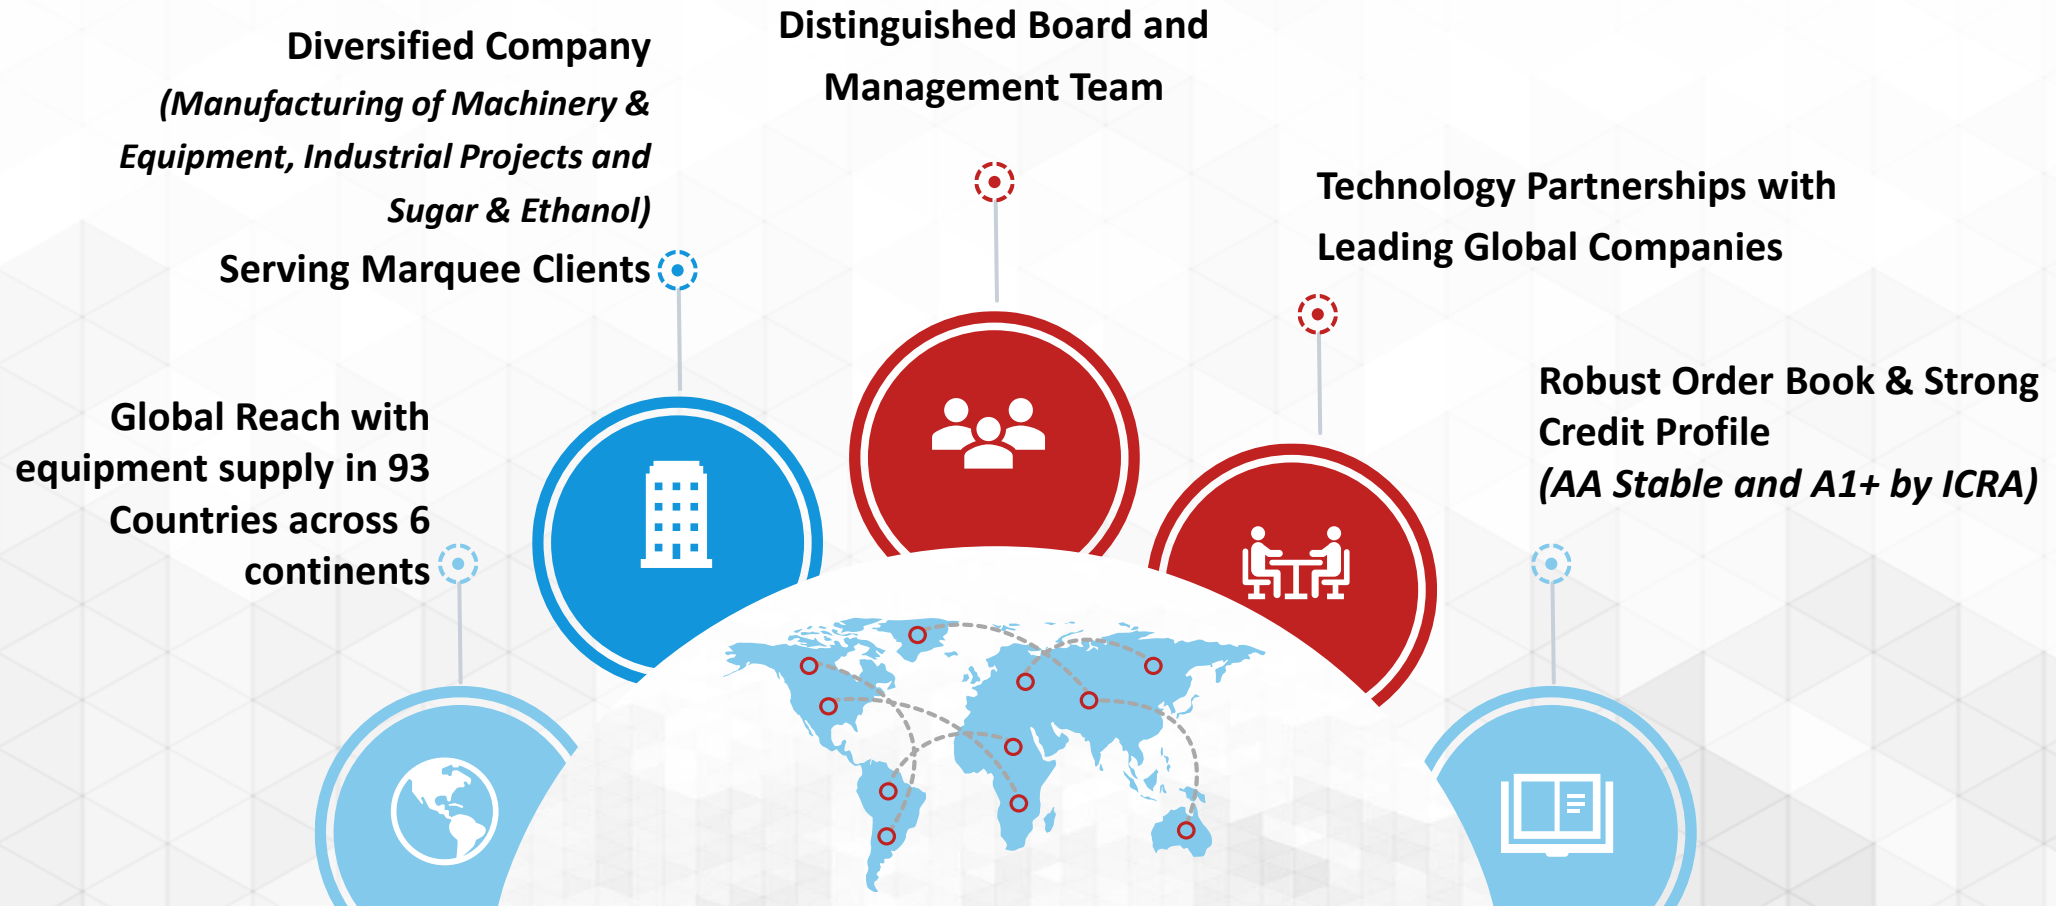 Diversified Company
(Manufacturing of Machinery &
Equipment, Industrial Projects and
Sugar & Ethanol)
Serving Marquee Clients
Distinguished Board and
Management Team
Technology Partnerships with
Leading Global Companies
Global Reach with
equipment supply in 93
Countries across 6
continents
Robust Order Book & Strong
Credit Profile
(AA Stable and A1+ by ICRA)